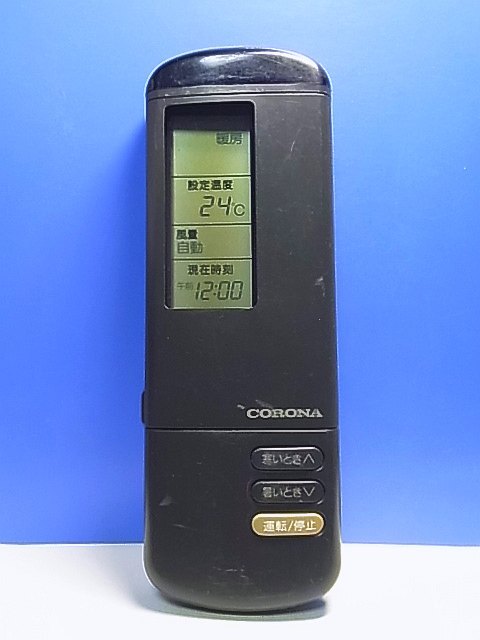 暖房
設定温度
24℃
風量
自動
現在時刻
午前 12:00
CORONA
寒いとき∧
暑いとき∨
運転/停止